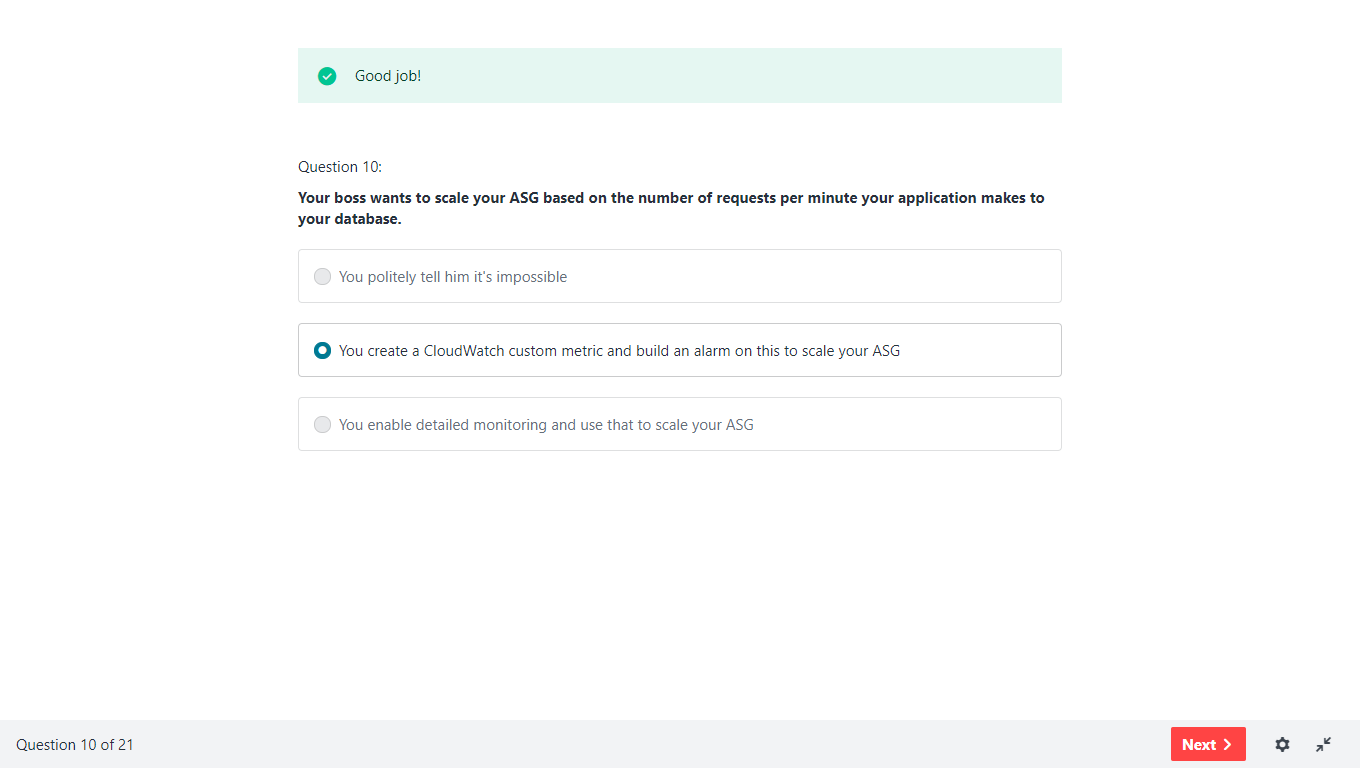 Good job!
Question 10:
Your boss wants to scale your ASG based on the number of requests per minute your application makes to
your database.
You politely tell him it's impossible
You create a CloudWatch custom metric and build an alarm on this to scale your ASG
You enable detailed monitoring and use that to scale your ASG
Question 10 of 21
Next